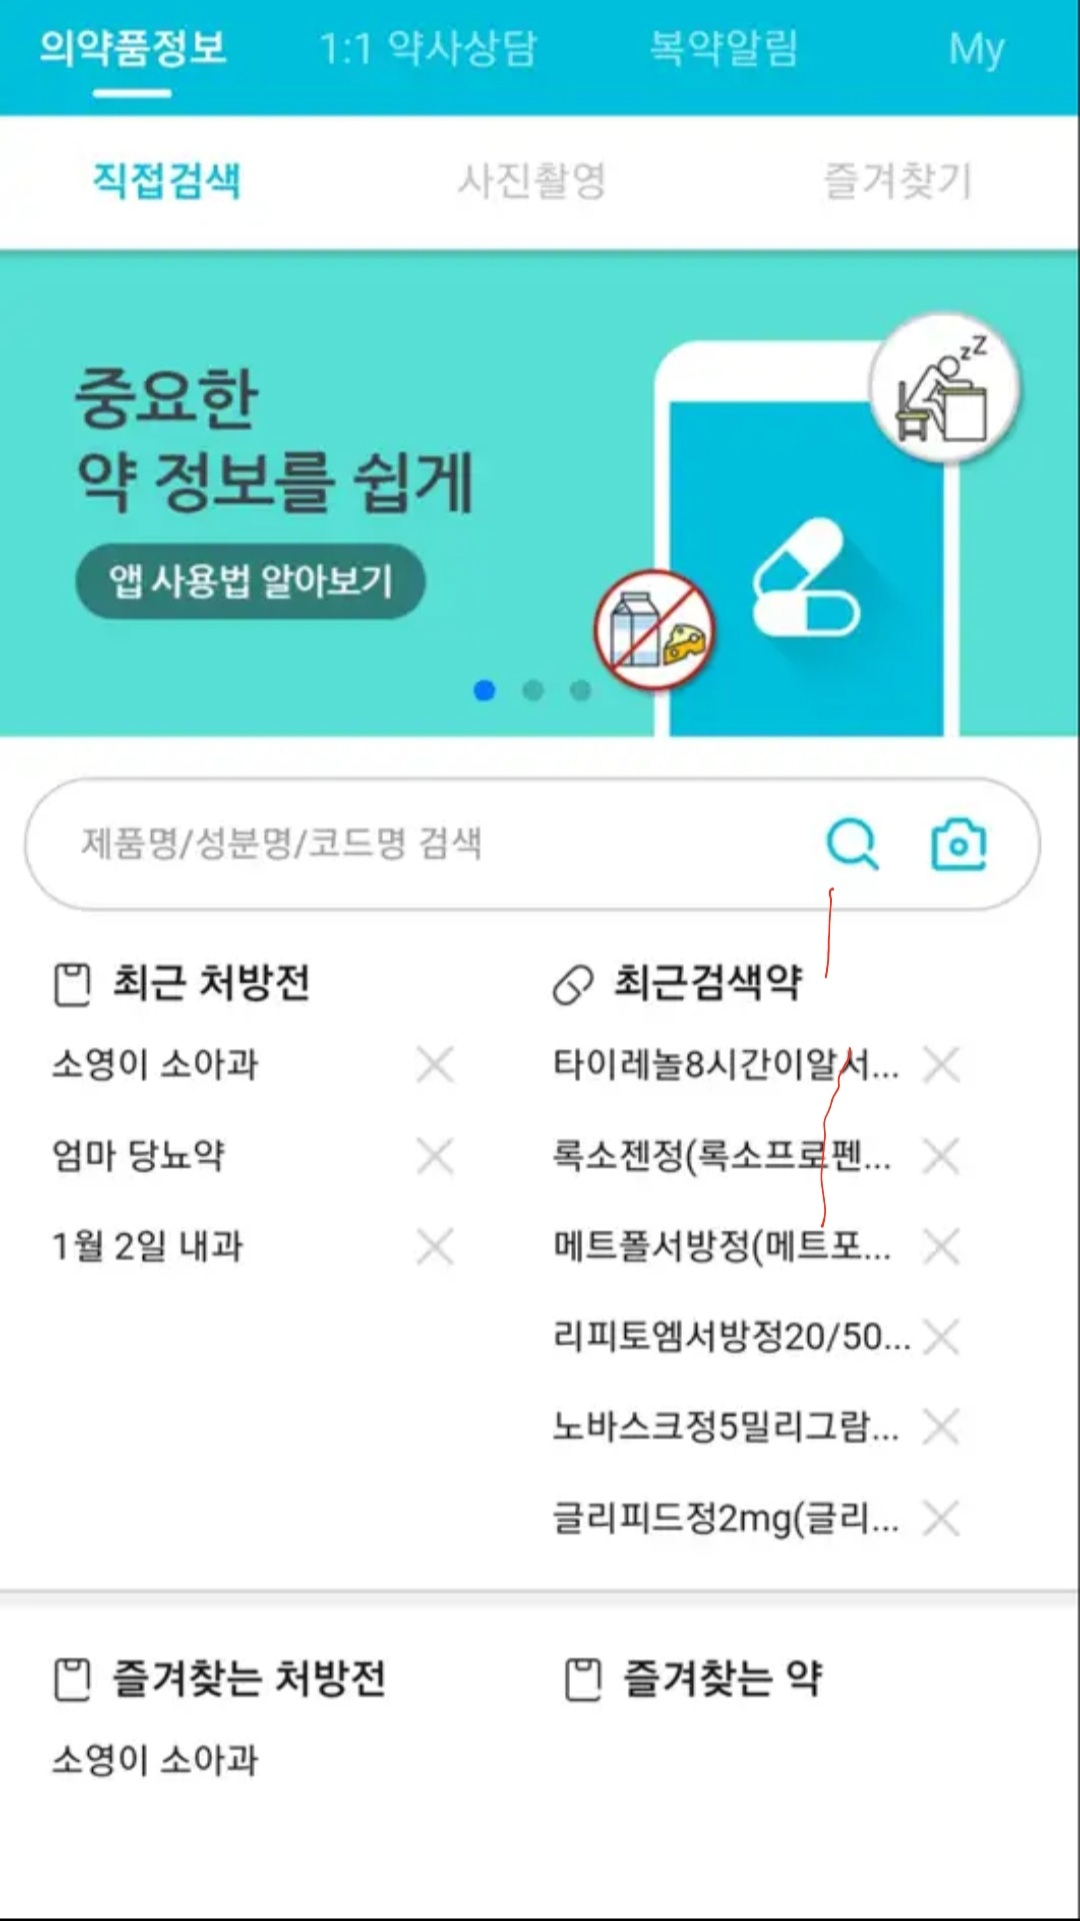 의약품정보 1:1 약사상담 복약알림 My
직접검색 사진촬영 즐겨찾기
zZ
중요한
약 정보를 쉽게
앱 사용법 알아보기
제품명/성분명/코드명 검색
최근 처방전
소영이 소아과
엄마 당뇨약
1월 2일 내과
최근검색약
타이레놀8시간이알서...
록소젠정(록소프로펜...
메트폴서방정(메트포...
리피토엠서방정20/50...
노바스크정5밀리그람...
글리피드정2mg(글리...
즐겨찾는 처방전
소영이 소아과
즐겨찾는 약